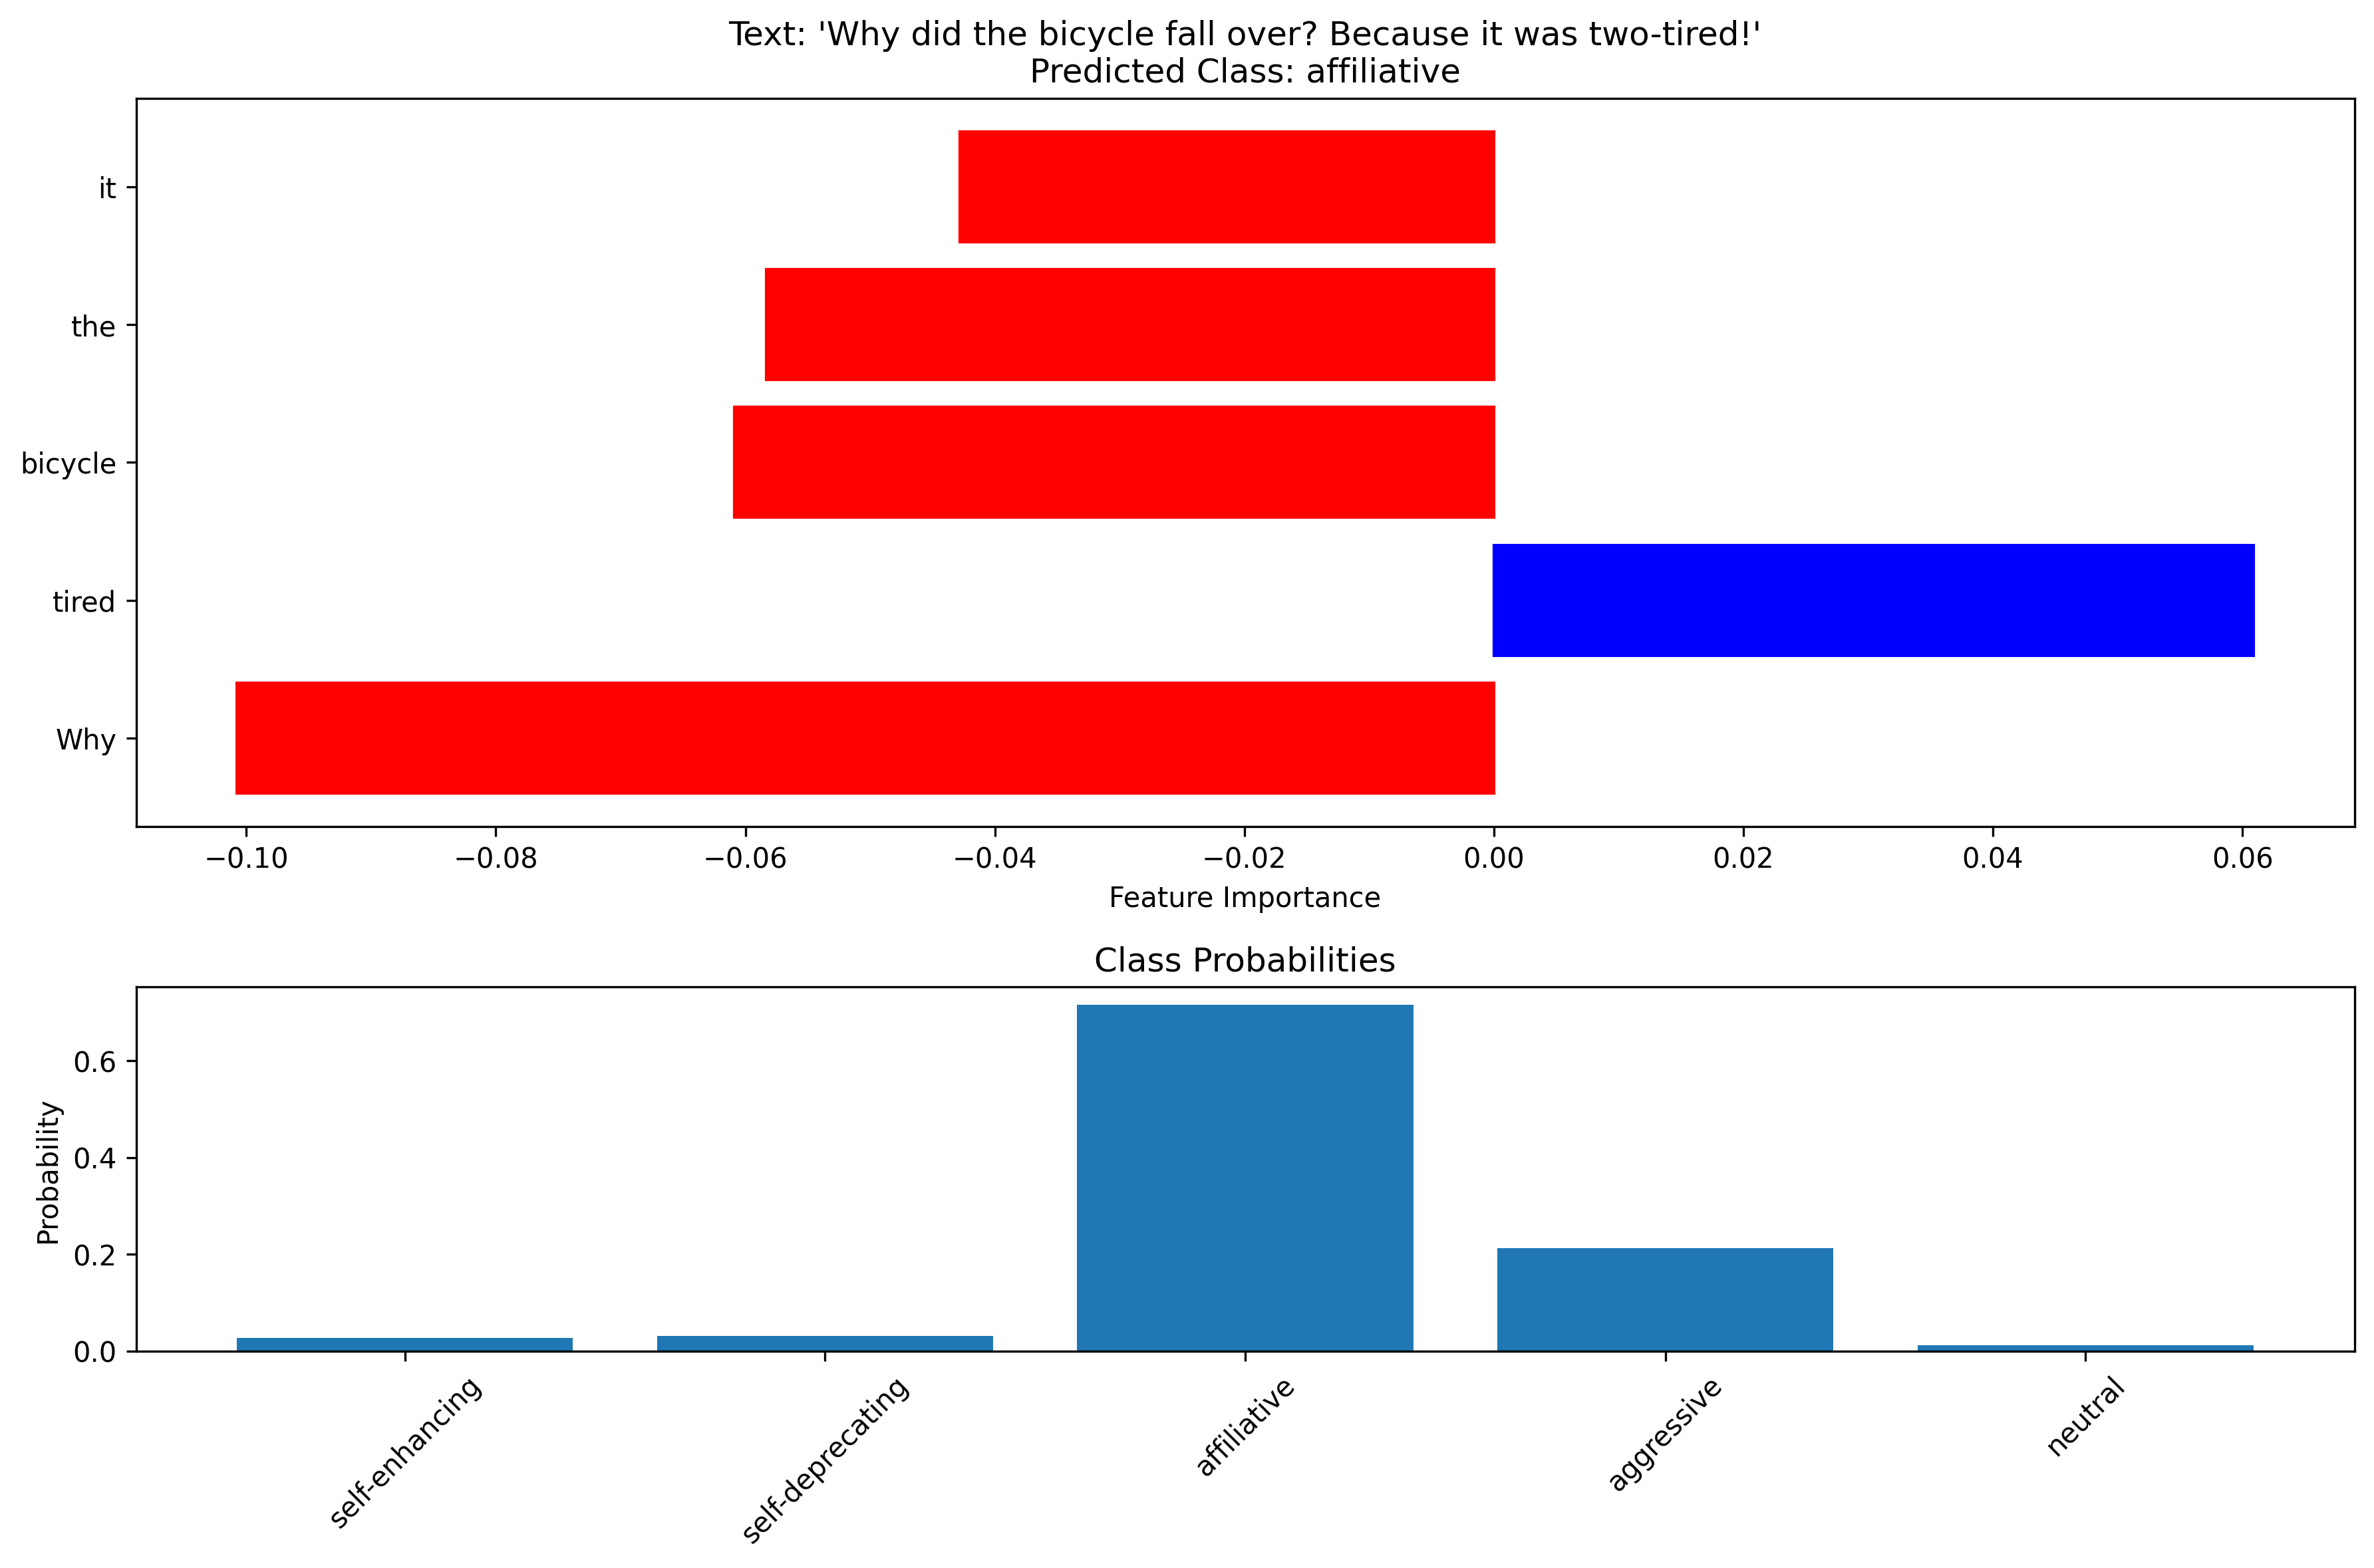 Text: 'Why did the bicycle fall over? Because it was two-tired!'
Predicted Class: affiliative
it
the
bicycle
tired
Why
−0.10 −0.08 −0.06 −0.04 −0.02 0.00 0.02 0.04 0.06
Feature Importance
Class Probabilities
Probability
0.6
0.4
0.2
0.0
self-enhancing self-deprecating affiliative aggressive neutral